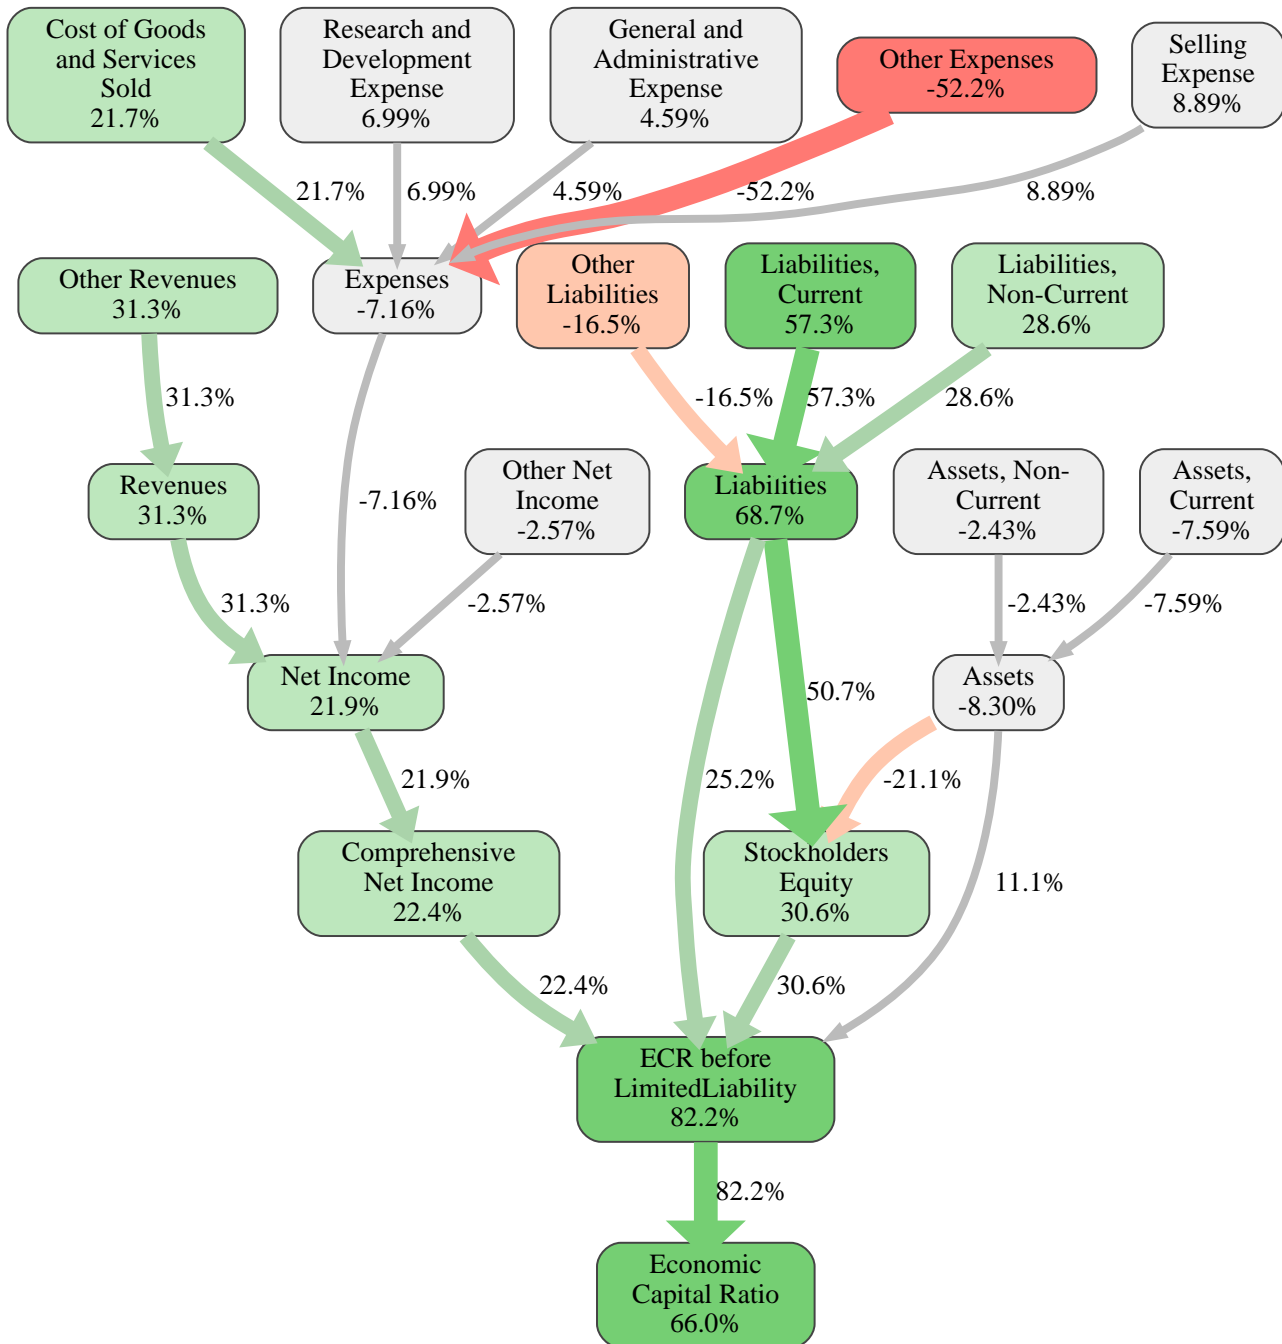 Cost of Goods
and Services
Sold
21.7%
Research and
Development
Expense
6.99%
General and
Administrative
Expense
4.59%
Other Expenses
-52.2%
Selling
Expense
8.89%
21.7%
6.99%
4.59%
-52.2%
8.89%
Other Revenues
31.3%
Expenses
-7.16%
Other
Liabilities
-16.5%
Liabilities,
Current
57.3%
Liabilities,
Non-Current
28.6%
31.3%
-16.5%
57.3%
28.6%
Revenues
31.3%
-7.16%
Other Net
Income
-2.57%
Liabilities
68.7%
Assets, Non-
Current
-2.43%
Assets,
Current
-7.59%
31.3%
-2.57%
-2.43%
-7.59%
Net Income
21.9%
50.7%
Assets
-8.30%
21.9%
25.2%
-21.1%
Comprehensive
Net Income
22.4%
Stockholders
Equity
30.6%
11.1%
22.4%
30.6%
ECR before
LimitedLiability
82.2%
82.2%
Economic
Capital Ratio
66.0%